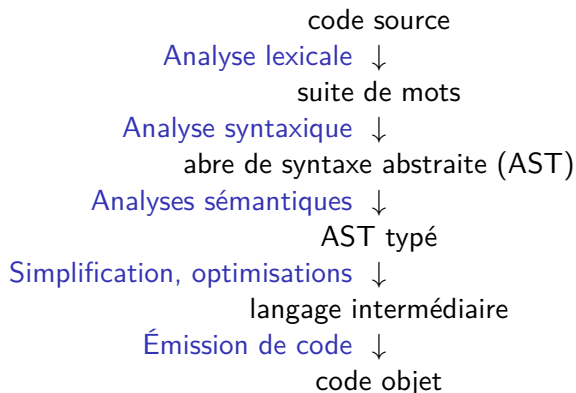 code source
Analyse lexicale ↓
suite de mots
Analyse syntaxique ↓
abre de syntaxe abstraite (AST)
Analyses sémantiques ↓
AST typé
Simplification, optimisations ↓
langage intermédiaire
Émission de code ↓
code objet